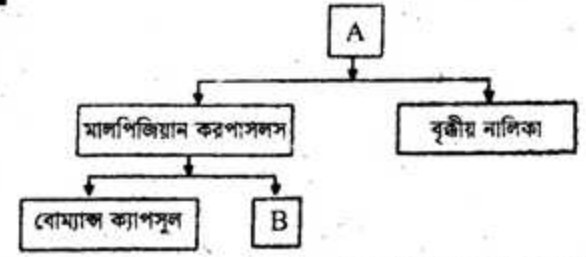 A
মালপিজিয়ান করপাসলস
বৃক্কীয় নালিকা
বোম্যান্স ক্যাপসুল
B